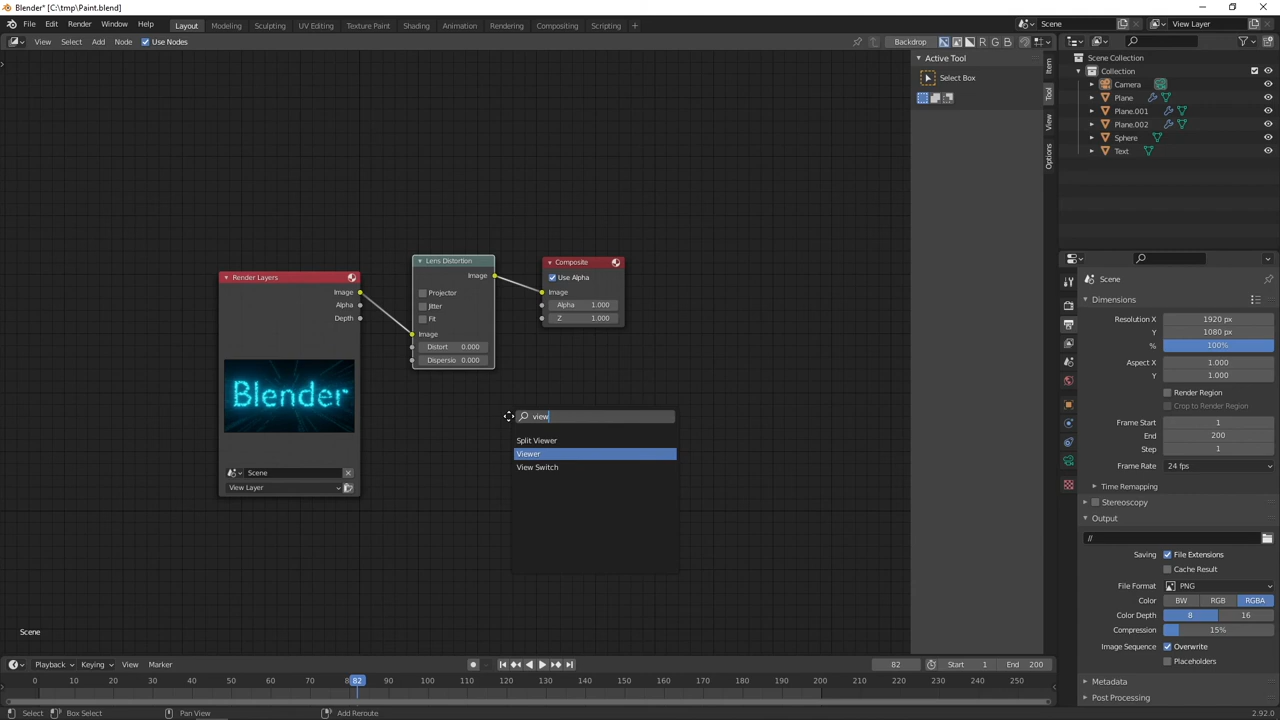 Blender* [C:\tmp\Paint.blend]
File Edit Render Window Help Layout Modeling Sculpting UV Editing Texture Paint Shading Animation Rendering Compositing Scripting + Scene View Layer
View Select Add Node Use Nodes Backdrop R G B
Active Tool
Select Box
Item
Tool
View
Options
Scene Collection
Collection
Camera
Plane
Plane.001
Plane.002
Sphere
Text
Render Layers
Image
Alpha
Depth
Blender
Scene
View Layer
Lens Distortion
Image
Projector
Jitter
Fit
Image
Distort 0.000
Dispersio 0.000
Composite
Use Alpha
Image
Alpha 1.000
Z 1.000
view
Split Viewer
Viewer
View Switch
Scene
Scene
Dimensions
Resolution X 1920 px
Y 1080 px
% 100%
Aspect X 1.000
Y 1.000
Render Region
Crop to Render Region
Frame Start 1
End 200
Step 1
Frame Rate 24 fps
Time Remapping
Stereoscopy
Output
//
Saving File Extensions
Cache Result
File Format PNG
Color BW RGB RGBA
Color Depth 8 16
Compression 15%
Image Sequence Overwrite
Placeholders
Metadata
Post Processing
Playback Keying View Marker 82 Start 1 End 200
0 10 20 30 40 50 60 70 8 82 90 100 110 120 130 140 150 160 170 180 190 200 210 220 230 240 250
Select Box Select Pan View Add Reroute 2.92.0